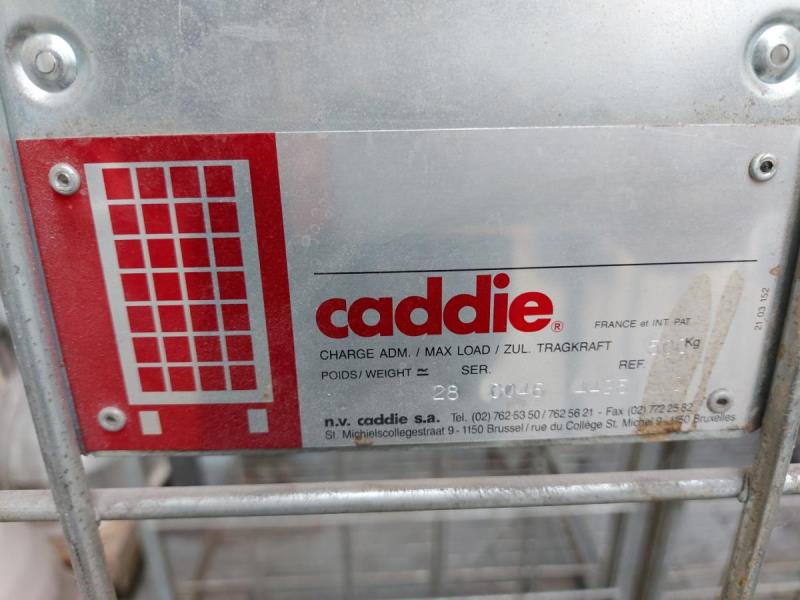 caddie®
FRANCE et INT. PAT.
CHARGE ADM. / MAX LOAD / ZUL. TRAGKRAFT 500 Kg
POIDS / WEIGHT ≃ SER. REF.
28 0046
n.v. caddie s.a. Tel. (02) 762 53 50 / 762 56 21 - Fax (02) 772 25 82
St. Michielscollegestraat 9 - 1150 Brussel / rue du Collège St. Michel 9 - 1150 Bruxelles
21 03 152